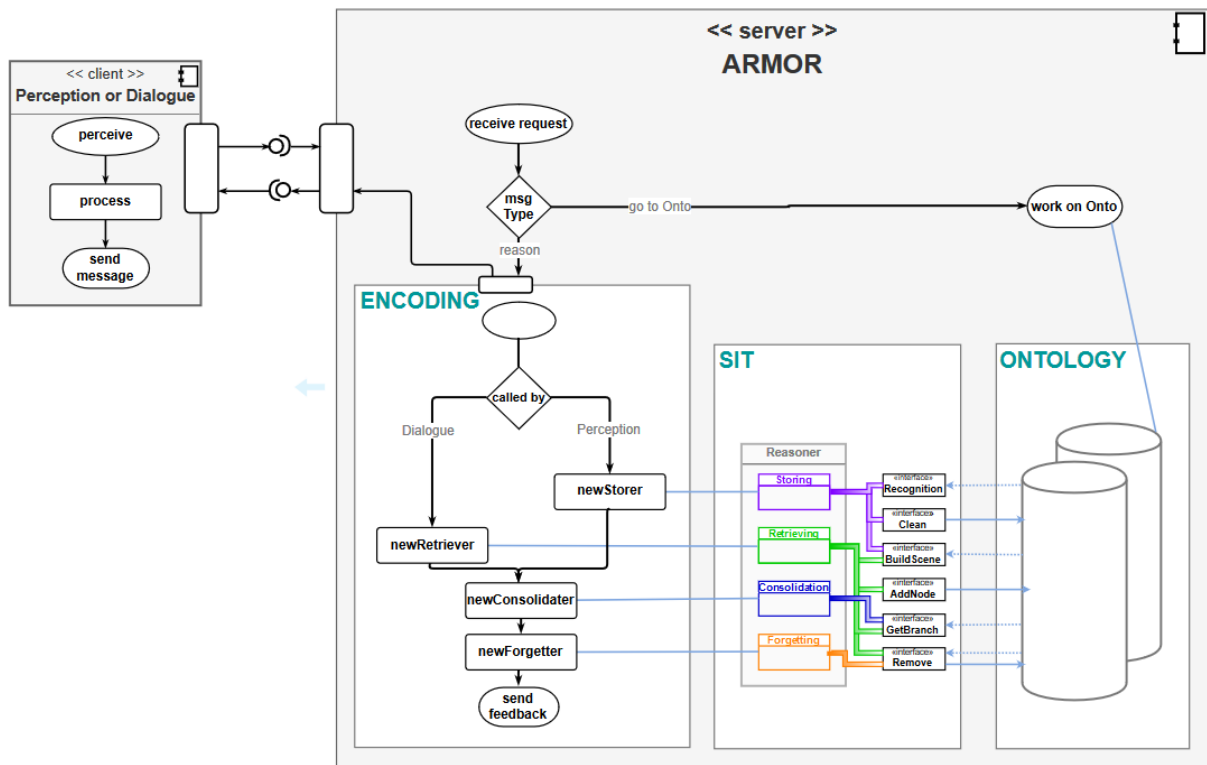 << server >>
ARMOR
<< client >>
Perception or Dialogue
perceive
process
send
message
receive request
msg
Type
go to Onto
work on Onto
reason
ENCODING
called by
Dialogue
Perception
newStorer
newRetriever
newConsolidater
newForgetter
send
feedback
SIT
Reasoner
Storing
Retrieving
Consolidation
Forgetting
«interface»
Recognition
«interface»
Clean
«interface»
BuildScene
«interface»
AddNode
«interface»
GetBranch
«interface»
Remove
ONTOLOGY